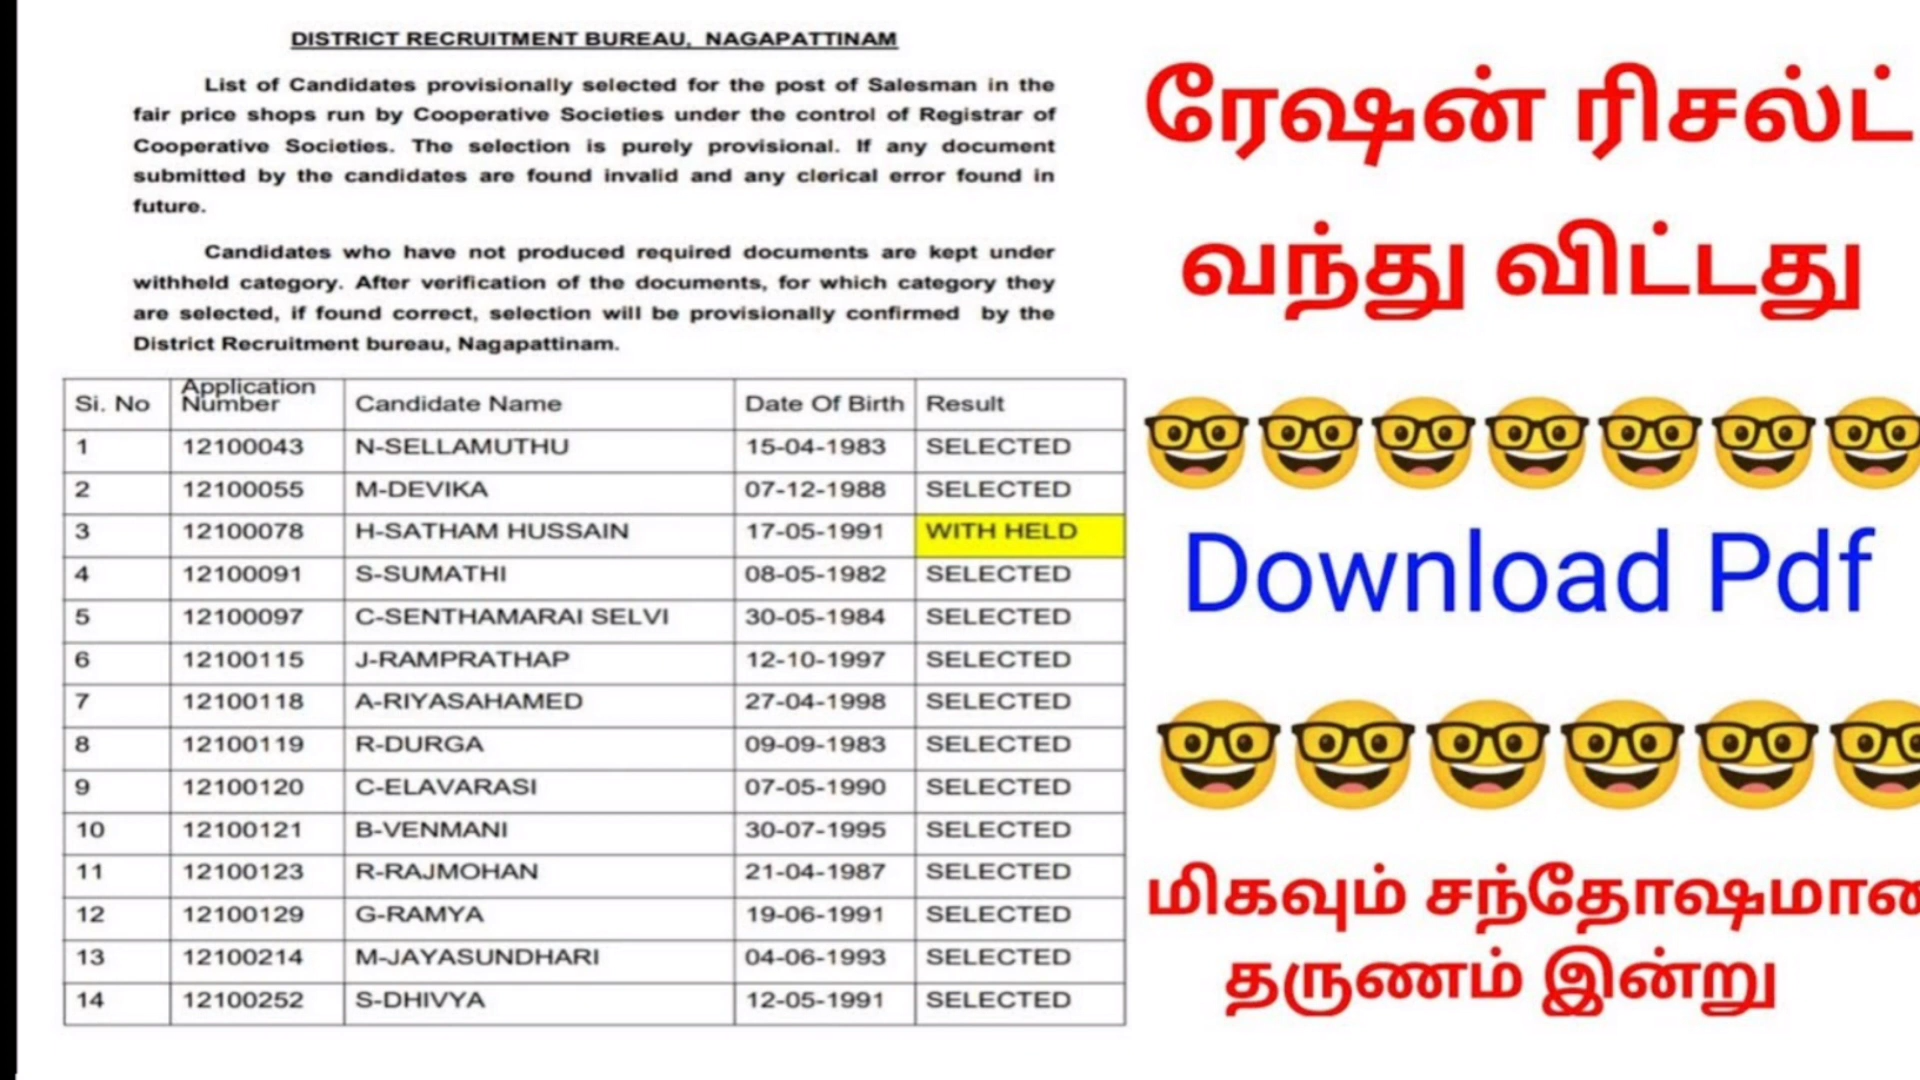 DISTRICT RECRUITMENT BUREAU, NAGAPATTINAM
List of Candidates provisionally selected for the post of Salesman in the
fair price shops run by Cooperative Societies under the control of Registrar of
Cooperative Societies. The selection is purely provisional. If any document
submitted by the candidates are found invalid and any clerical error found in
future.
Candidates who have not produced required documents are kept under
withheld category. After verification of the documents, for which category they
are selected, if found correct, selection will be provisionally confirmed by the
District Recruitment bureau, Nagapattinam.
Si. No Application Number Candidate Name Date Of Birth Result
1 12100043 N-SELLAMUTHU 15-04-1983 SELECTED
2 12100055 M-DEVIKA 07-12-1988 SELECTED
3 12100078 H-SATHAM HUSSAIN 17-05-1991 WITH HELD
4 12100091 S-SUMATHI 08-05-1982 SELECTED
5 12100097 C-SENTHAMARAI SELVI 30-05-1984 SELECTED
6 12100115 J-RAMPRATHAP 12-10-1997 SELECTED
7 12100118 A-RIYASAHAMED 27-04-1998 SELECTED
8 12100119 R-DURGA 09-09-1983 SELECTED
9 12100120 C-ELAVARASI 07-05-1990 SELECTED
10 12100121 B-VENMANI 30-07-1995 SELECTED
11 12100123 R-RAJMOHAN 21-04-1987 SELECTED
12 12100129 G-RAMYA 19-06-1991 SELECTED
13 12100214 M-JAYASUNDHARI 04-06-1993 SELECTED
14 12100252 S-DHIVYA 12-05-1991 SELECTED
ரேஷன் ரிசல்ட்
வந்து விட்டது
Download Pdf
மிகவும் சந்தோஷமான
தருணம் இன்று